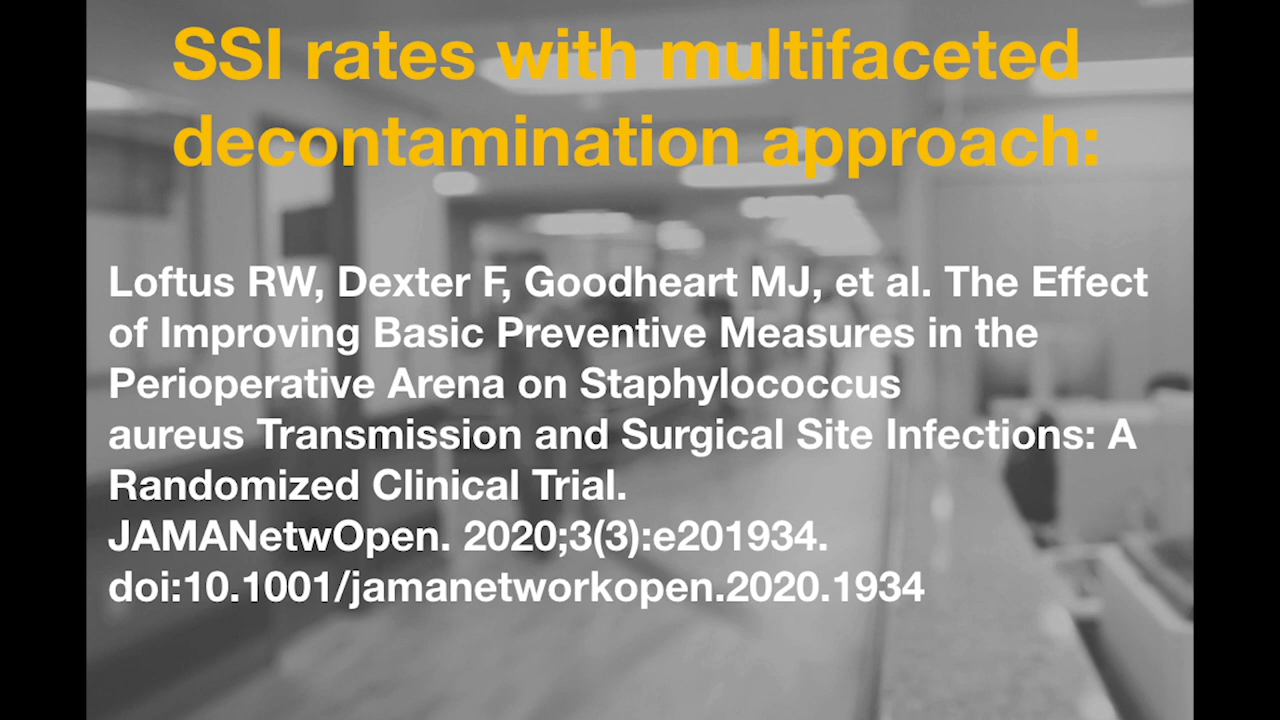 SSI rates with multifaceted
decontamination approach:
Loftus RW, Dexter F, Goodheart MJ, et al. The Effect
of Improving Basic Preventive Measures in the
Perioperative Arena on Staphylococcus
aureus Transmission and Surgical Site Infections: A
Randomized Clinical Trial.
JAMANetwOpen. 2020;3(3):e201934.
doi:10.1001/jamanetworkopen.2020.1934